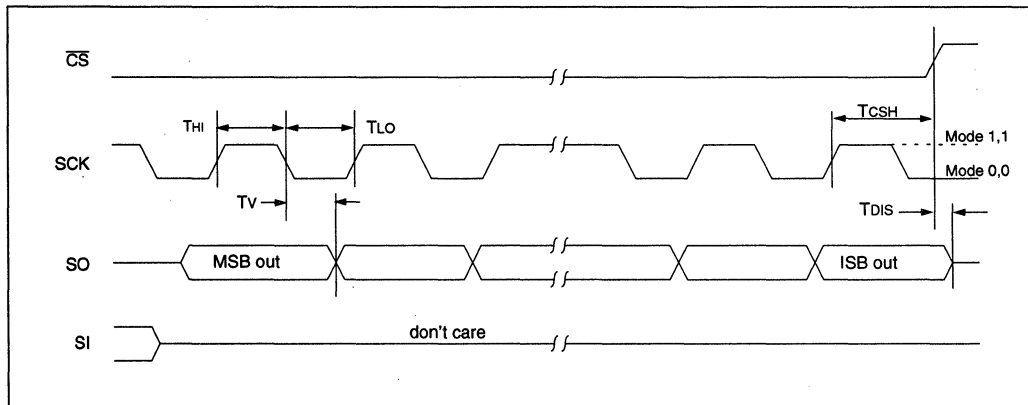 CS
THI
TLO
TCSH
SCK
Mode 1,1
Mode 0,0
TV
TDIS
SO
MSB out
ISB out
SI
don't care